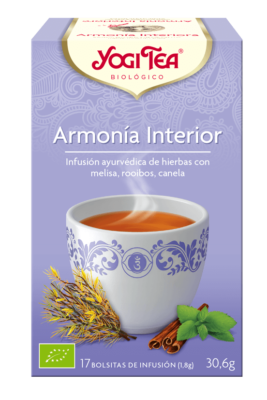 YOGI TEA
BIOLÓGICO
Armonía Interior
Infusión ayurvédica de hierbas con
melisa, rooibos, canela
17 BOLSITAS DE INFUSIÓN (1,8g) 30,6g